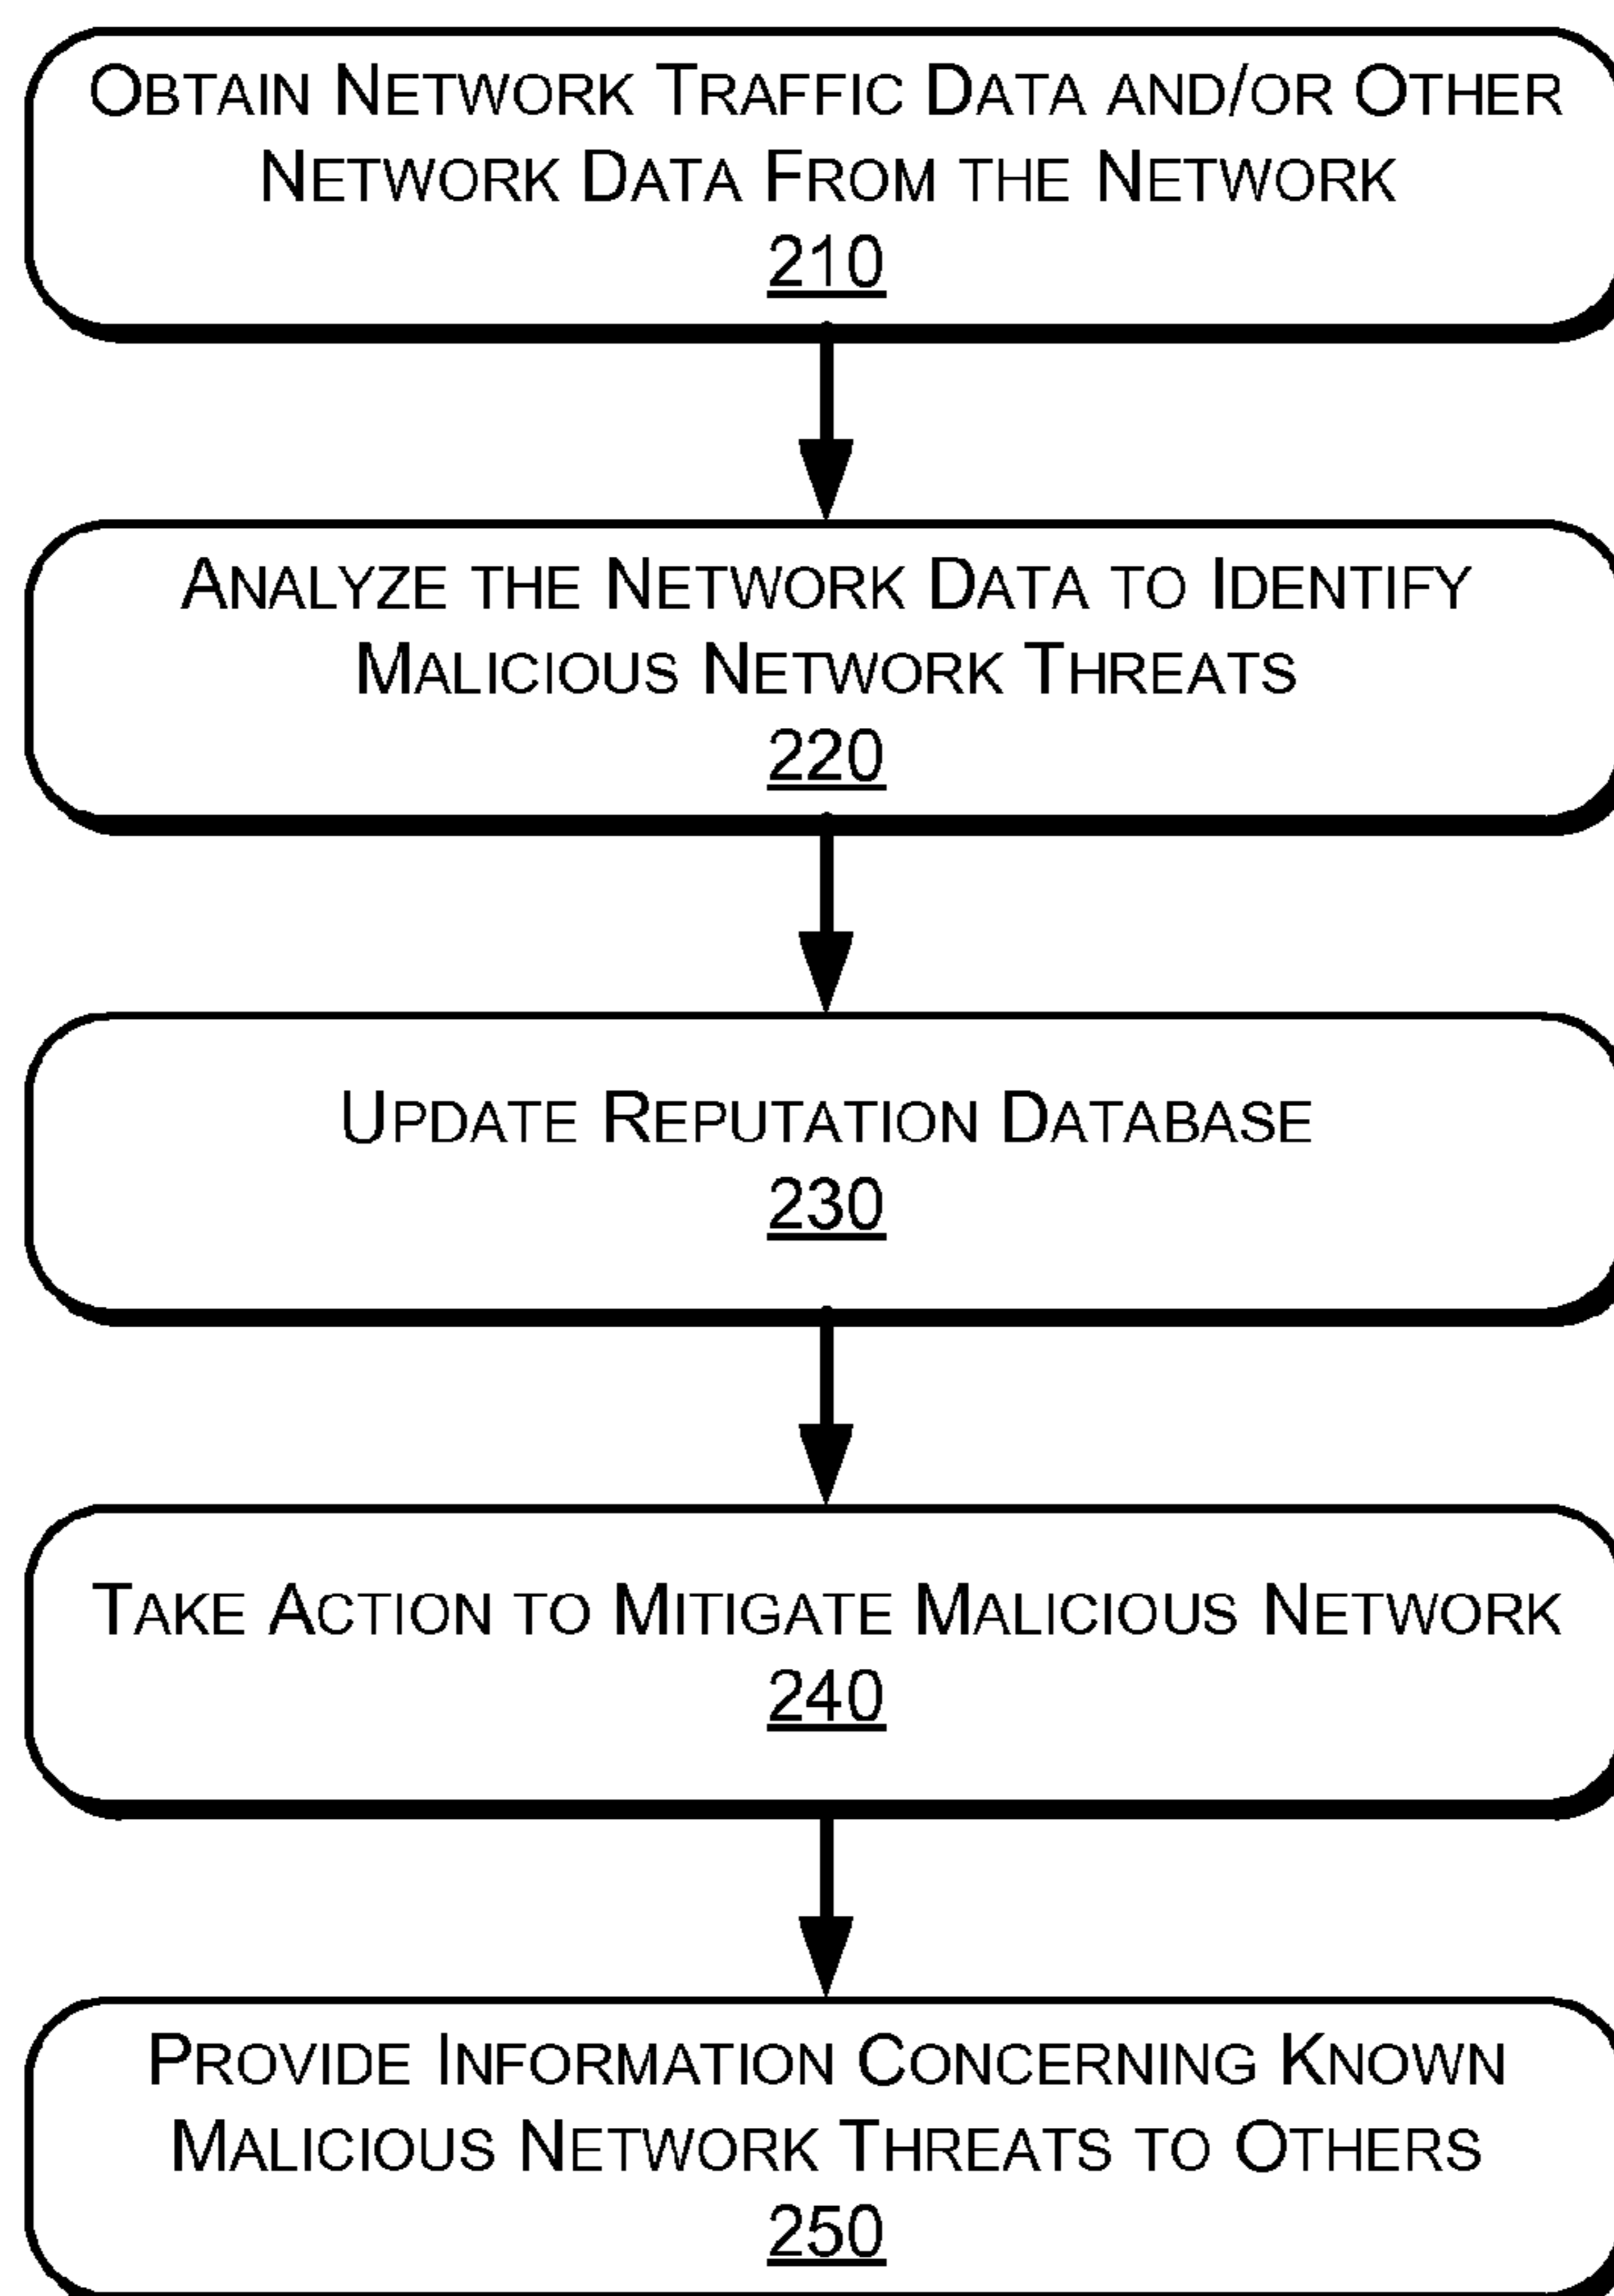 OBTAIN NETWORK TRAFFIC DATA AND/OR OTHER
NETWORK DATA FROM THE NETWORK
210
ANALYZE THE NETWORK DATA TO IDENTIFY
MALICIOUS NETWORK THREATS
220
UPDATE REPUTATION DATABASE
230
TAKE ACTION TO MITIGATE MALICIOUS NETWORK
240
PROVIDE INFORMATION CONCERNING KNOWN
MALICIOUS NETWORK THREATS TO OTHERS
250